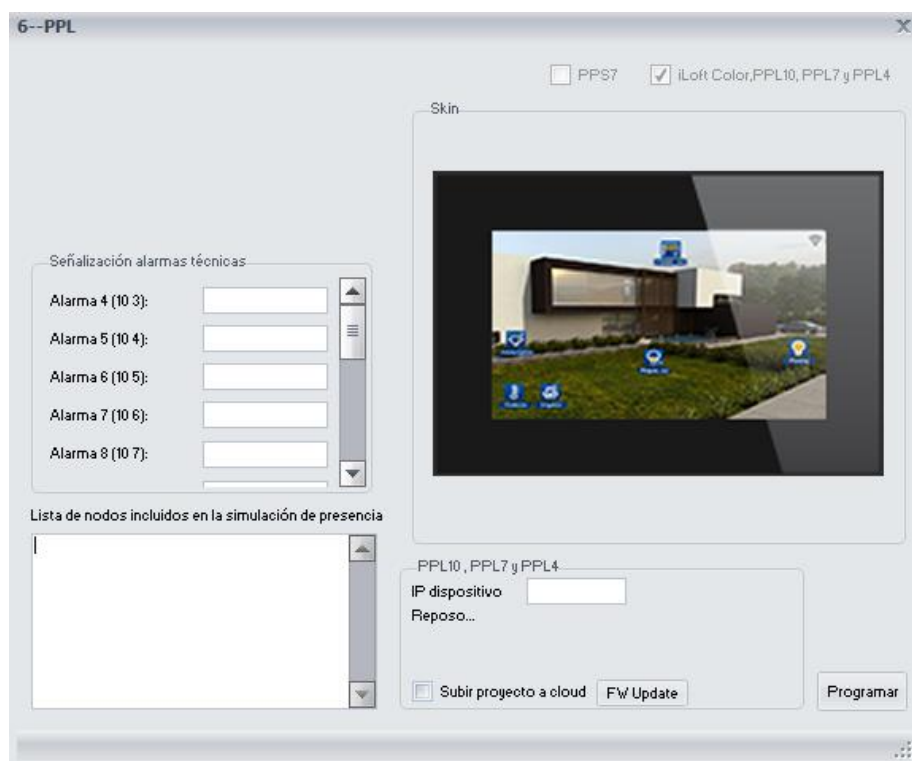 6--PPL
PPS7
iLoft Color,PPL10, PPL7 y PPL4
Skin
Señalización alarmas técnicas
Alarma 4 (10 3):
Alarma 5 (10 4):
Alarma 6 (10 5):
Alarma 7 (10 6):
Alarma 8 (10 7):
Lista de nodos incluidos en la simulación de presencia
PPL10 , PPL7 y PPL4
IP dispositivo
Reposo...
Subir proyecto a cloud
FW Update
Programar